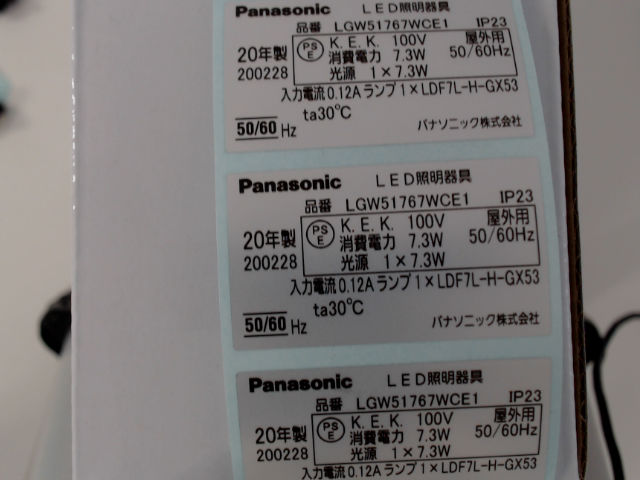 Panasonic LED照明器具
品番 LGW51767WCE1 IP23
20年製 PSE K. E. K. 100V 屋外用
消費電力 7.3W 50/60Hz
200228 光源 1×7.3W
入力電流0.12A ランプ1×LDF7L-H-GX53
ta30℃
50/60 Hz パナソニック株式会社
Panasonic LED照明器具
品番 LGW51767WCE1 IP23
20年製 PSE K. E. K. 100V 屋外用
消費電力 7.3W 50/60Hz
200228 光源 1×7.3W
入力電流0.12A ランプ1×LDF7L-H-GX53
ta30℃
50/60 Hz パナソニック株式会社
Panasonic LED照明器具
品番 LGW51767WCE1 IP23
20年製 PSE K. E. K. 100V 屋外用
消費電力 7.3W 50/60Hz
200228 光源 1×7.3W
入力電流0.12A ランプ1×LDF7L-H-GX53